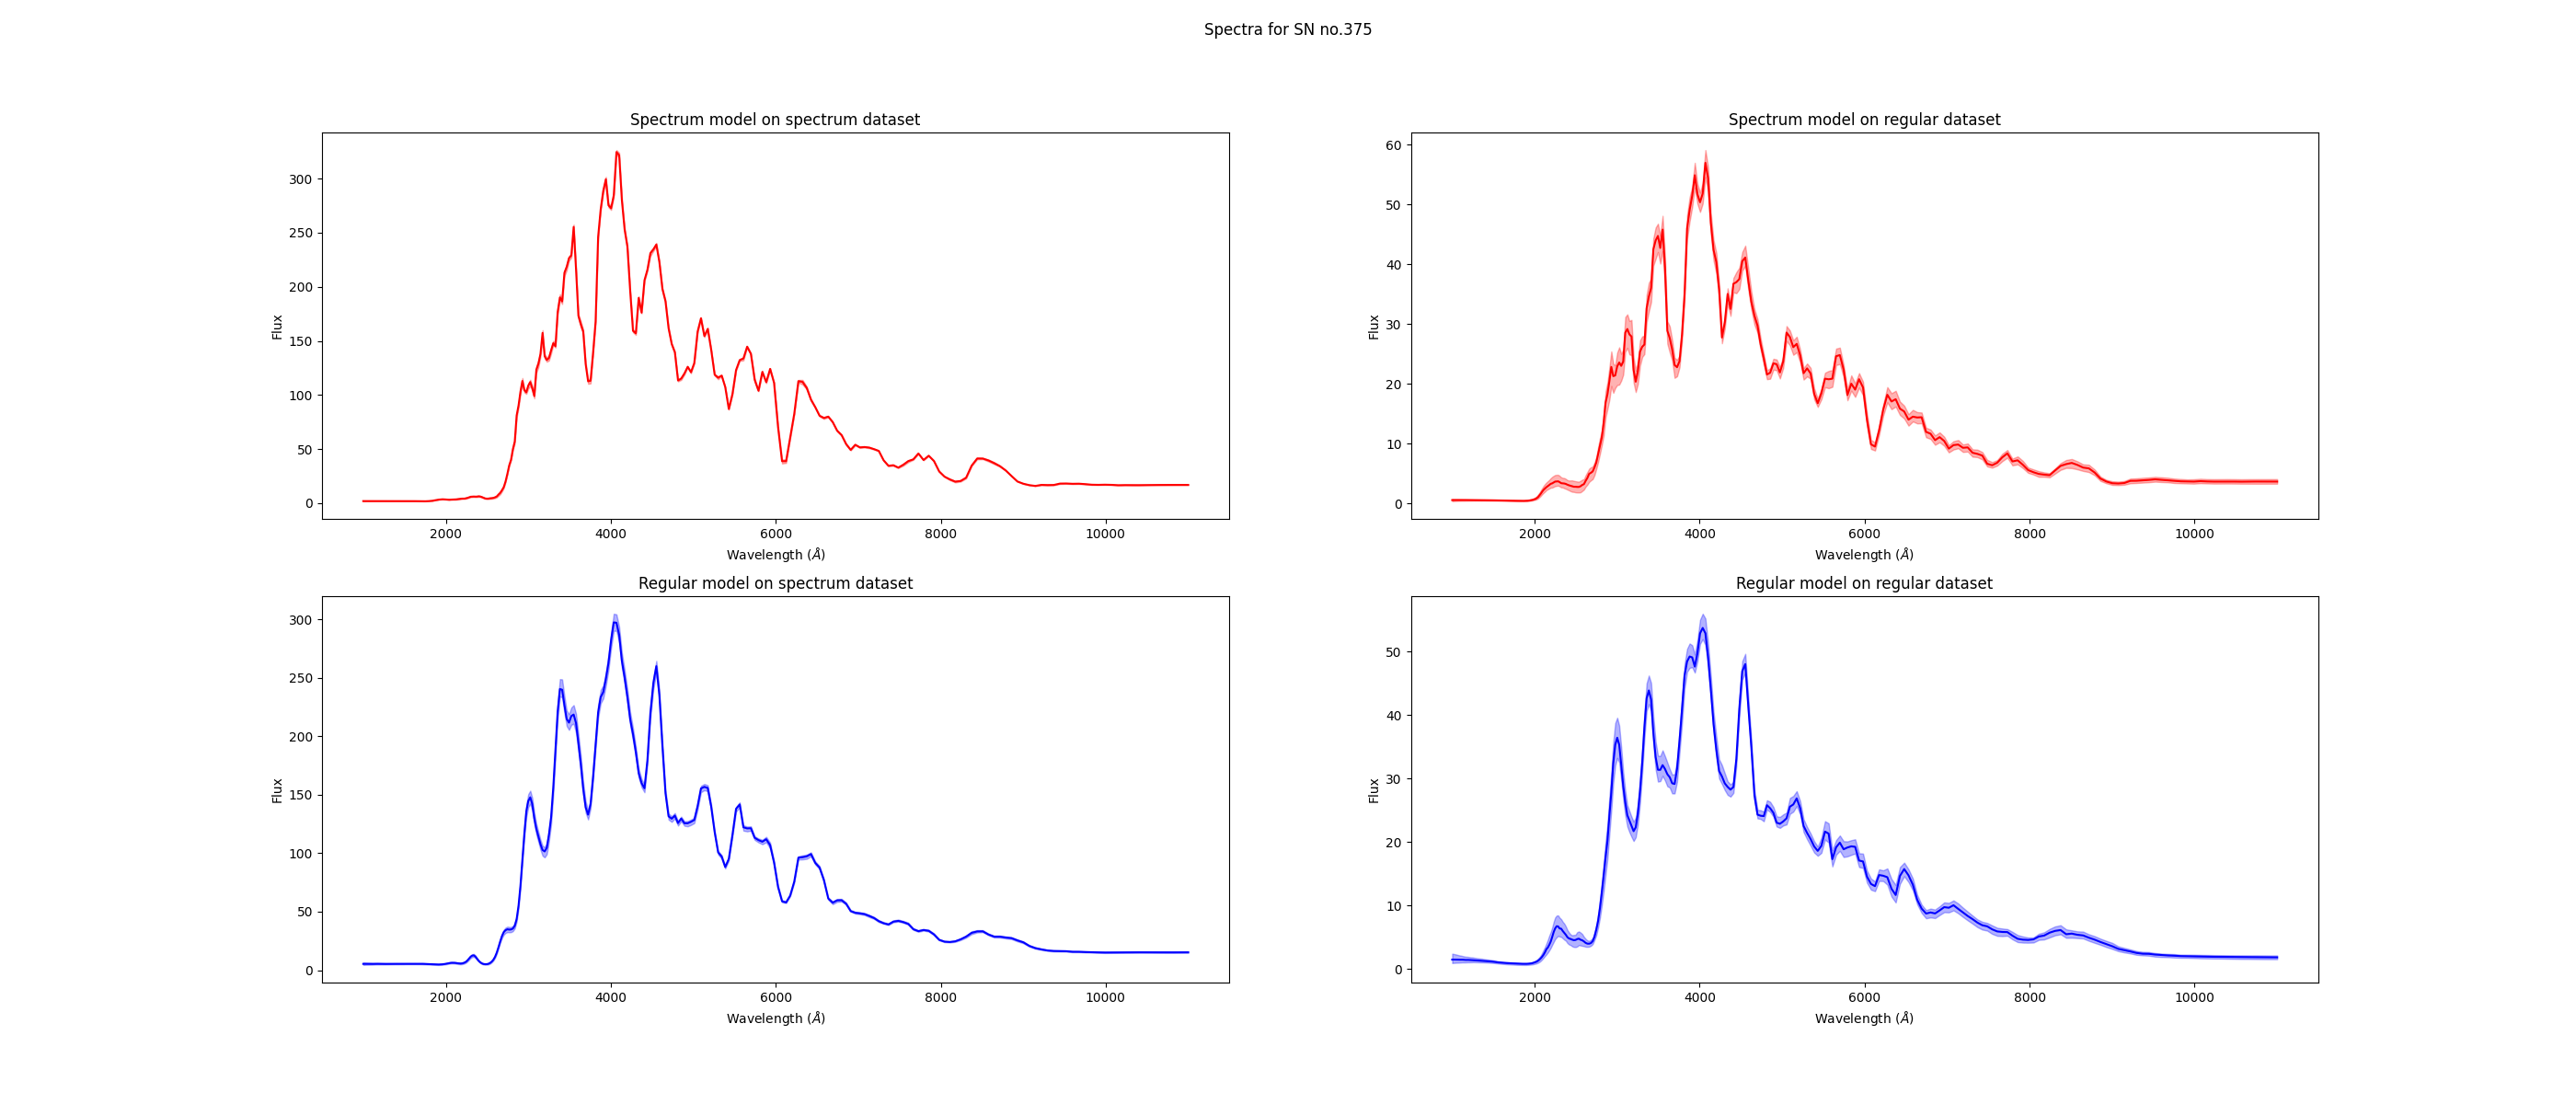 Spectra for SN no.375
Spectrum model on spectrum dataset
300
250
200
150
100
50
0
Flux
2000 4000 6000 8000 10000
Wavelength (Å)
Spectrum model on regular dataset
60
50
40
30
20
10
0
Flux
2000 4000 6000 8000 10000
Wavelength (Å)
Regular model on spectrum dataset
300
250
200
150
100
50
0
Flux
2000 4000 6000 8000 10000
Wavelength (Å)
Regular model on regular dataset
50
40
30
20
10
0
Flux
2000 4000 6000 8000 10000
Wavelength (Å)